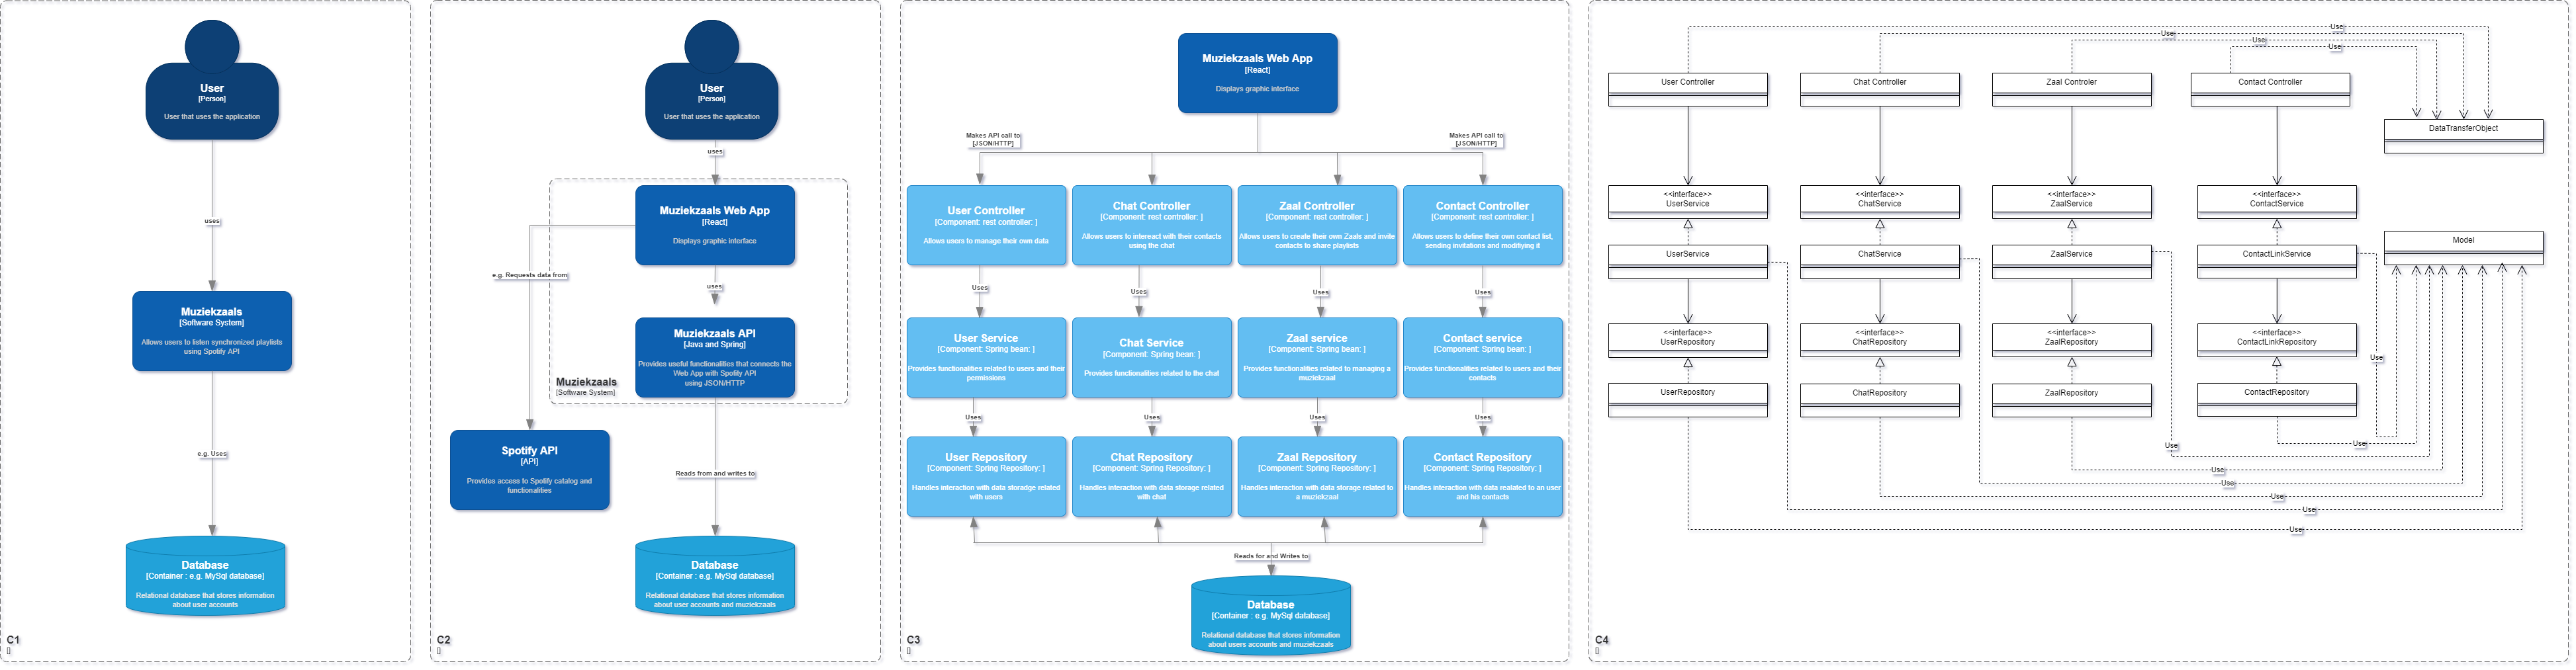 User
[Person]
User that uses the application
uses
Muziekzaals
[Software System]
Allows users to listen synchronized playlists
using Spotify API
e.g. Uses
Database
[Container : e.g. MySql database]
Relational database that stores information
about user accounts
C1
User
[Person]
User that uses the application
uses
Muziekzaals Web App
[React]
Displays graphic interface
e.g. Requests data from
uses
Muziekzaals API
[Java and Spring]
Provides useful functionalities that connects the
Web App with Spotify API
using JSON/HTTP
Muziekzaals
[Software System]
Spotify API
[API]
Provides access to Spotify catalog and
functionalities
Reads from and writes to
Database
[Container : e.g. MySql database]
Relational database that stores information
about user accounts and muziekzaals
C2
Muziekzaals Web App
[React]
Displays graphic interface
Makes API call to
[JSON/HTTP]
Makes API call to
[JSON/HTTP]
User Controller
[Component: rest controller: ]
Allows users to manage their own data
Chat Controller
[Component: rest controller: ]
Allows users to intereact with their contacts
using the chat
Zaal Controller
[Component: rest controller: ]
Allows users to create their own Zaals and invite
contacts to share playlists
Contact Controller
[Component: rest controller: ]
Allows users to define their own contact list,
sending invitations and modifiying it
Uses
Uses
Uses
Uses
User Service
[Component: Spring bean: ]
Provides functionalities related to users and their
permissions
Chat Service
[Component: Spring bean: ]
Provides functionalities related to the chat
Zaal service
[Component: Spring bean: ]
Provides functionalities related to managing a
muziekzaal
Contact service
[Component: Spring bean: ]
Provides functionalities related to users and their
contacts
Uses
Uses
Uses
Uses
User Repository
[Component: Spring Repository: ]
Handles interaction with data storadge related
with users
Chat Repository
[Component: Spring Repository: ]
Handles interaction with data storage related
with chat
Zaal Repository
[Component: Spring Repository: ]
Handles interaction with data storage related to
a muziekzaal
Contact Repository
[Component: Spring Repository: ]
Handles interaction with data realated to an user
and his contacts
Reads for and Writes to
Database
[Container : e.g. MySql database]
Relational database that stores information
about users accounts and muziekzaals
C3
Use
Use
Use
Use
User Controller
Chat Controller
Zaal Controler
Contact Controller
DataTransferObject
<<interface>>
UserService
<<interface>>
ChatService
<<interface>>
ZaalService
<<interface>>
ContactService
Model
UserService
ChatService
ZaalService
ContactLinkService
<<interface>>
UserRepository
<<interface>>
ChatRepository
<<interface>>
ZaalRepository
<<interface>>
ContactLinkRepository
Use
UserRepository
ChatRepository
ZaalRepository
ContactRepository
Use
Use
Use
Use
Use
Use
Use
C4